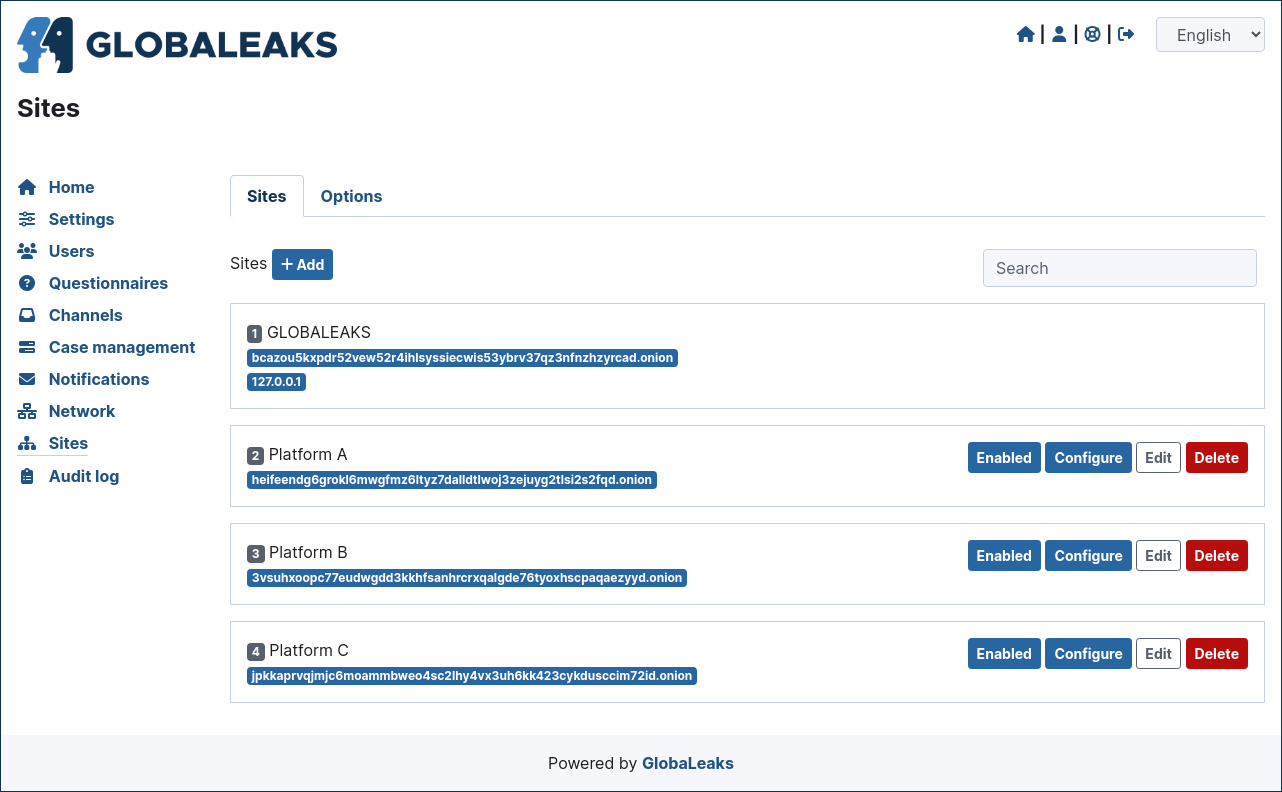 GLOBALEAKS
| | |
English
Sites
Home
Settings
Users
Questionnaires
Channels
Case management
Notifications
Network
Sites
Audit log
Sites Options
Sites + Add
Search
1 GLOBALEAKS
bcazou5kxpdr52vew52r4ihlsyssiecwis53ybrv37qz3nfnzhzyrcad.onion
127.0.0.1
2 Platform A
Enabled Configure Edit Delete
heifeendg6grokl6mwgfmz6ltyz7dalldtlwoj3zejuyg2tlsi2s2fqd.onion
3 Platform B
Enabled Configure Edit Delete
3vsuhxoopc77eudwgdd3kkhfsanhrcrxqalgde76tyoxhscpaqaezyyd.onion
4 Platform C
Enabled Configure Edit Delete
jpkkaprvqjmjc6moammbweo4sc2lhy4vx3uh6kk423cykdusccim72id.onion
Powered by GlobaLeaks